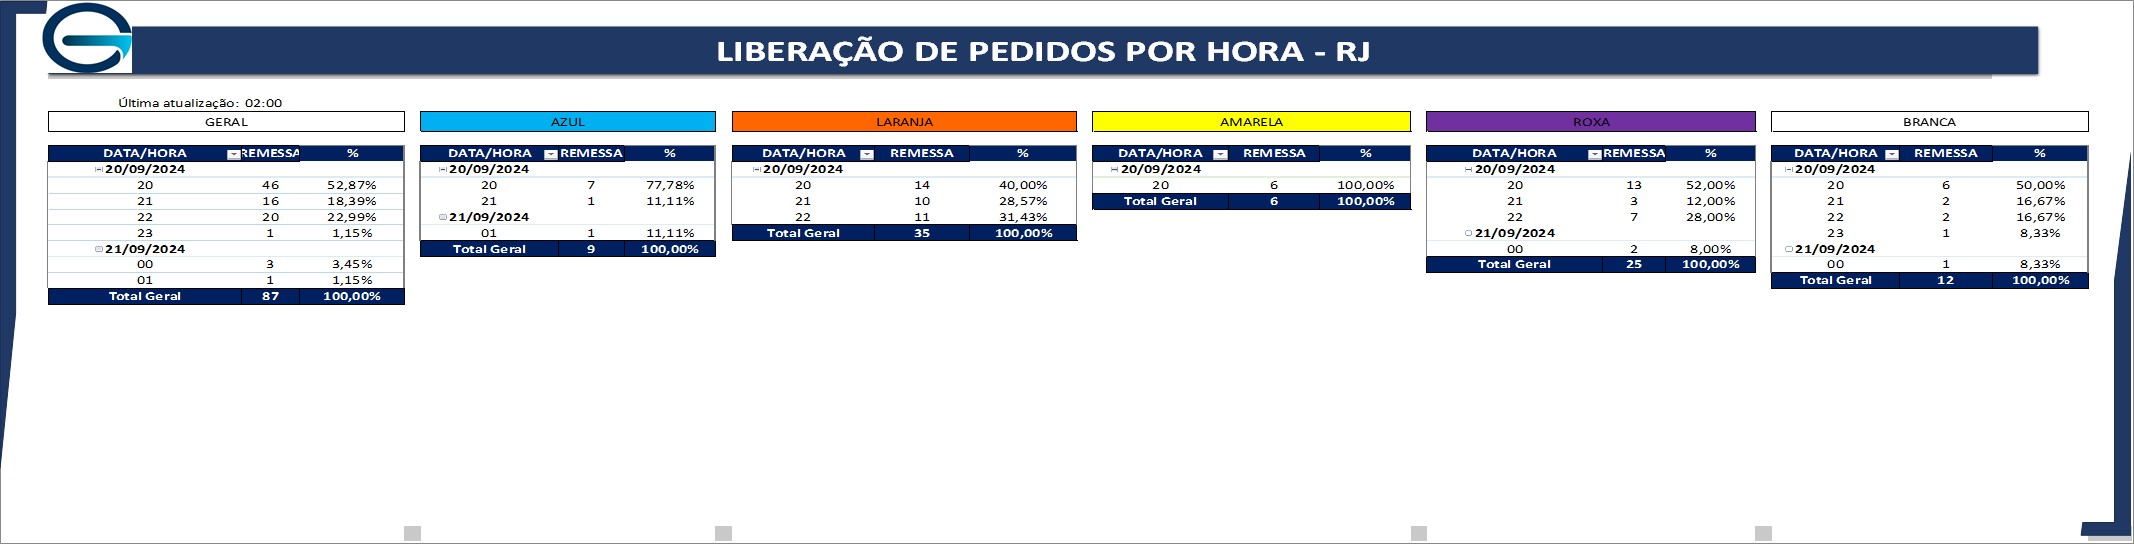 LIBERAÇÃO DE PEDIDOS POR HORA - RJ
Última atualização: 02:00
GERAL
DATA/HORA REMESSA %
20/09/2024
20 46 52,87%
21 16 18,39%
22 20 22,99%
23 1 1,15%
21/09/2024
00 3 3,45%
01 1 1,15%
Total Geral 87 100,00%
AZUL
DATA/HORA REMESSA %
20/09/2024
20 7 77,78%
21 1 11,11%
21/09/2024
01 1 11,11%
Total Geral 9 100,00%
LARANJA
DATA/HORA REMESSA %
20/09/2024
20 14 40,00%
21 10 28,57%
22 11 31,43%
Total Geral 35 100,00%
AMARELA
DATA/HORA REMESSA %
20/09/2024
20 6 100,00%
Total Geral 6 100,00%
ROXA
DATA/HORA REMESSA %
20/09/2024
20 13 52,00%
21 3 12,00%
22 7 28,00%
21/09/2024
00 2 8,00%
Total Geral 25 100,00%
BRANCA
DATA/HORA REMESSA %
20/09/2024
20 6 50,00%
21 2 16,67%
22 2 16,67%
23 1 8,33%
21/09/2024
00 1 8,33%
Total Geral 12 100,00%